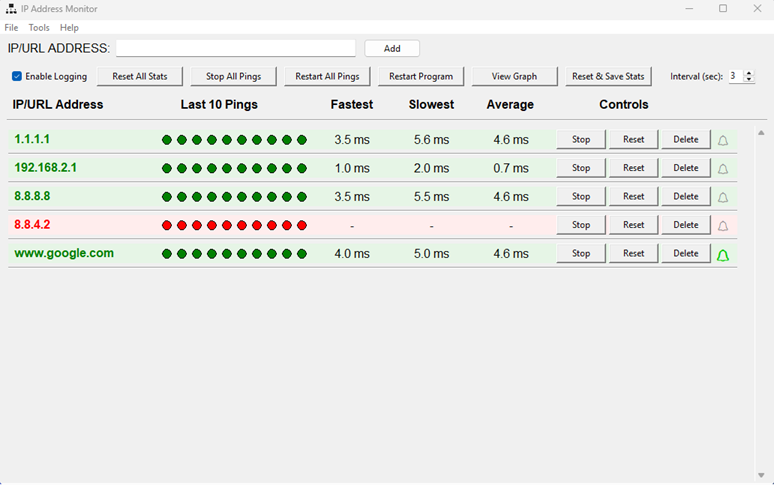 IP Address Monitor
File Tools Help
IP/URL ADDRESS: Add
Enable Logging Reset All Stats Stop All Pings Restart All Pings Restart Program View Graph Reset & Save Stats Interval (sec): 3
IP/URL Address Last 10 Pings Fastest Slowest Average Controls
1.1.1.1 3.5 ms 5.6 ms 4.6 ms Stop Reset Delete
192.168.2.1 1.0 ms 2.0 ms 0.7 ms Stop Reset Delete
8.8.8.8 3.5 ms 5.5 ms 4.6 ms Stop Reset Delete
8.8.4.2 - - - Stop Reset Delete
www.google.com 4.0 ms 5.0 ms 4.6 ms Stop Reset Delete